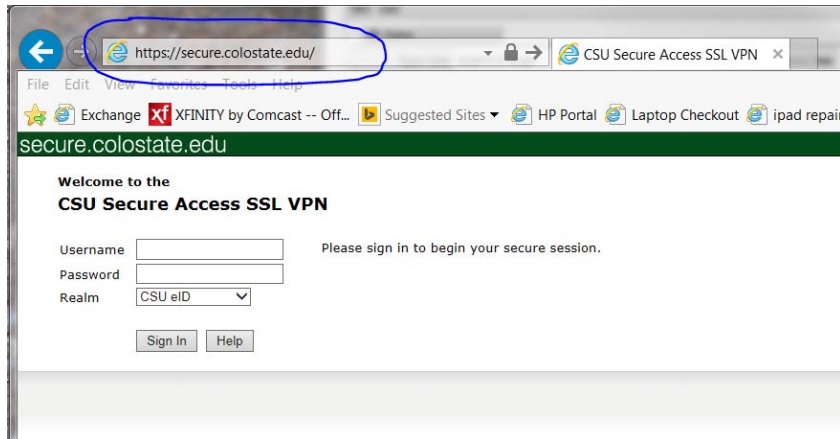 https://secure.colostate.edu/
CSU Secure Access SSL VPN
File Edit View Favorites Tools Help
Exchange XFINITY by Comcast -- Off... Suggested Sites HP Portal Laptop Checkout ipad repair
secure.colostate.edu
Welcome to the
CSU Secure Access SSL VPN
Username
Please sign in to begin your secure session.
Password
Realm CSU eID
Sign In Help